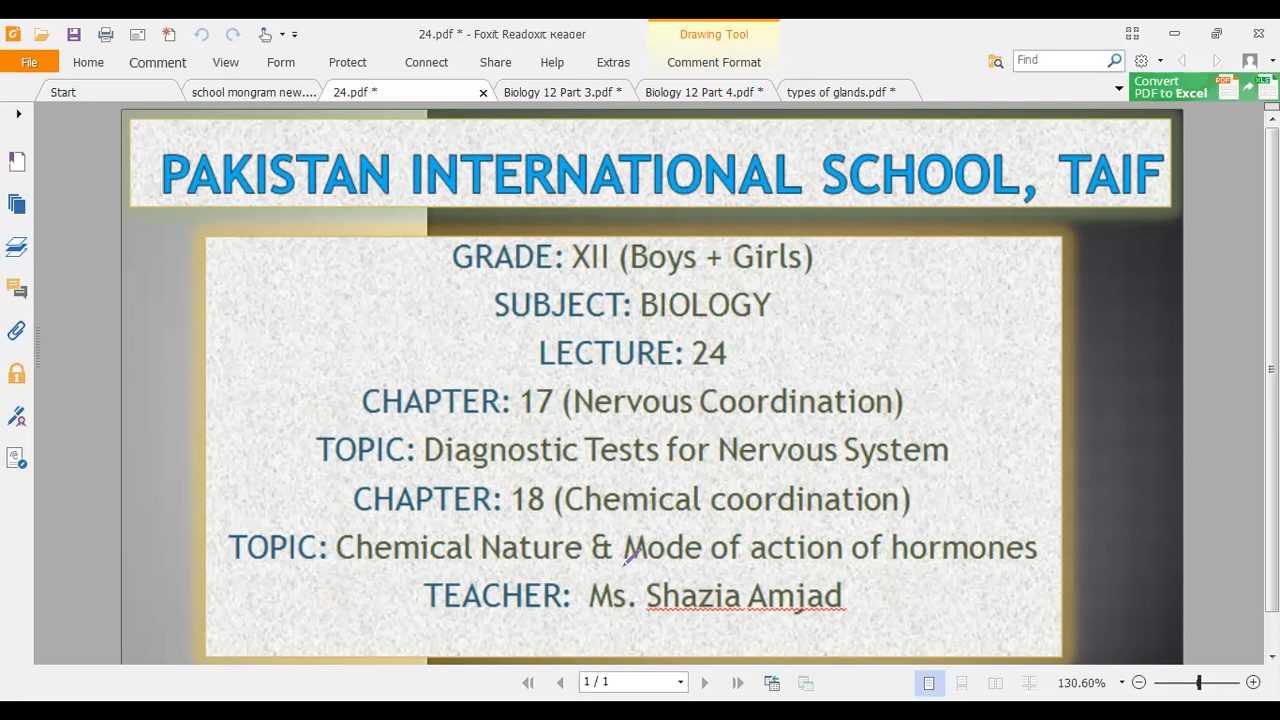 24.pdf * - Foxit Readoxit Reader
Drawing Tool
File Home Comment View Form Protect Connect Share Help Extras Comment Format Find
Start school mongram new.... 24.pdf * Biology 12 Part 3.pdf * Biology 12 Part 4.pdf * types of glands.pdf *
Convert
PDF to Excel
PAKISTAN INTERNATIONAL SCHOOL, TAIF
GRADE: XII (Boys + Girls)
SUBJECT: BIOLOGY
LECTURE: 24
CHAPTER: 17 (Nervous Coordination)
TOPIC: Diagnostic Tests for Nervous System
CHAPTER: 18 (Chemical coordination)
TOPIC: Chemical Nature & Mode of action of hormones
TEACHER: Ms. Shazia Amjad
1 / 1 130.60%